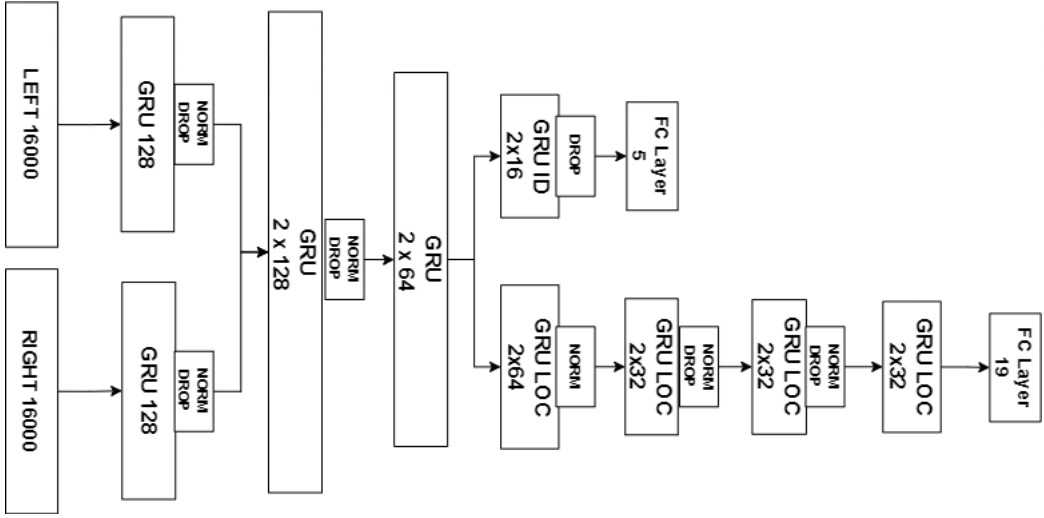 LEFT 16000
GRU 128
NORM
DROP
RIGHT 16000
GRU 128
NORM
DROP
GRU
2 x 128
NORM
DROP
GRU
2 x 64
GRU ID
2x16
DROP
FC Layer
5
GRU LOC
2x64
NORM
GRU LOC
2x32
NORM
DROP
GRU LOC
2x32
NORM
DROP
GRU LOC
2x32
FC Layer
19